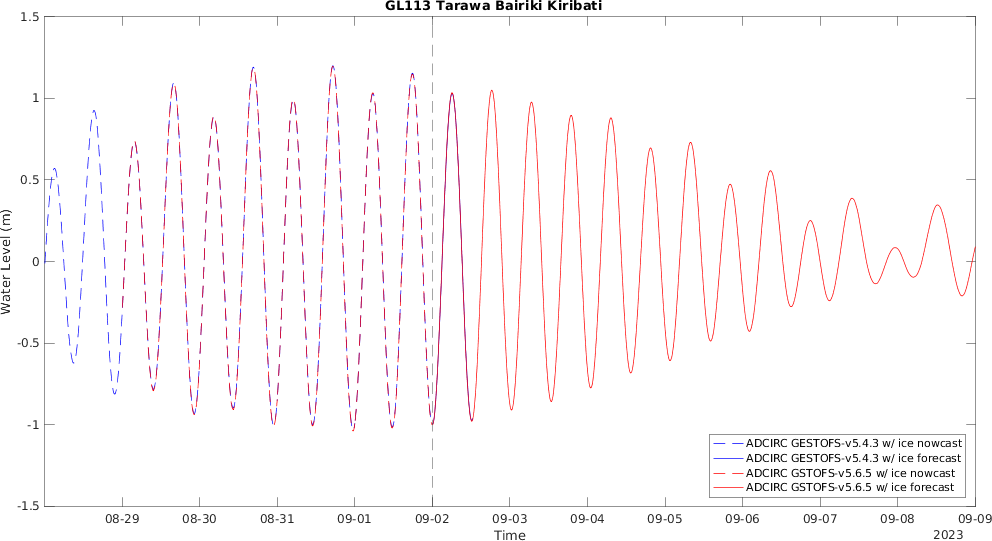 GL113 Tarawa Bairiki Kiribati
Water Level (m)
1.5
1
0.5
0
-0.5
-1
-1.5
08-29 08-30 08-31 09-01 09-02 09-03 09-04 09-05 09-06 09-07 09-08 09-09
Time
2023
ADCIRC GESTOFS-v5.4.3 w/ ice nowcast
ADCIRC GESTOFS-v5.4.3 w/ ice forecast
ADCIRC GSTOFS-v5.6.5 w/ ice nowcast
ADCIRC GSTOFS-v5.6.5 w/ ice forecast